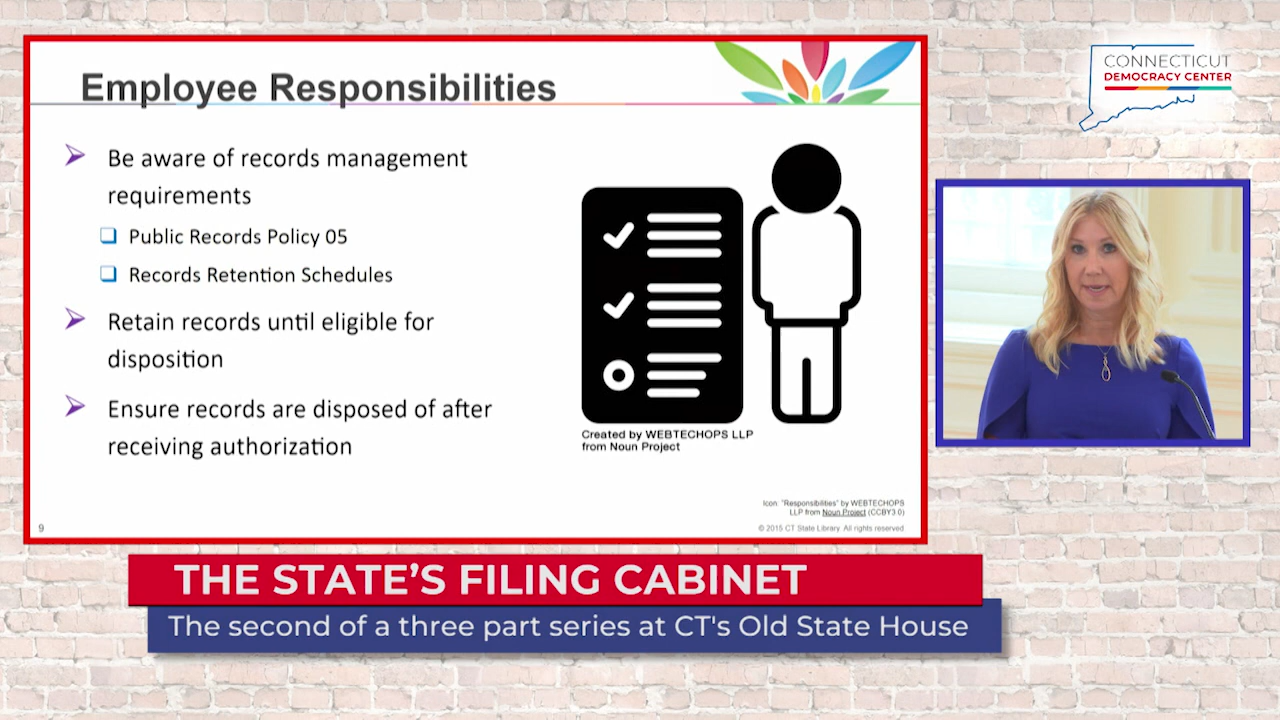 Employee Responsibilities
Be aware of records management
requirements
Public Records Policy 05
Records Retention Schedules
Retain records until eligible for
disposition
Ensure records are disposed of after
receiving authorization
Created by WEBTECHOPS LLP
from Noun Project
Icon: "Responsibilities" by WEBTECHOPS
LLP from Noun Project (CCBY3.0)
9
© 2015 CT State Library. All rights reserved
CONNECTICUT
DEMOCRACY CENTER
THE STATE'S FILING CABINET
The second of a three part series at CT's Old State House